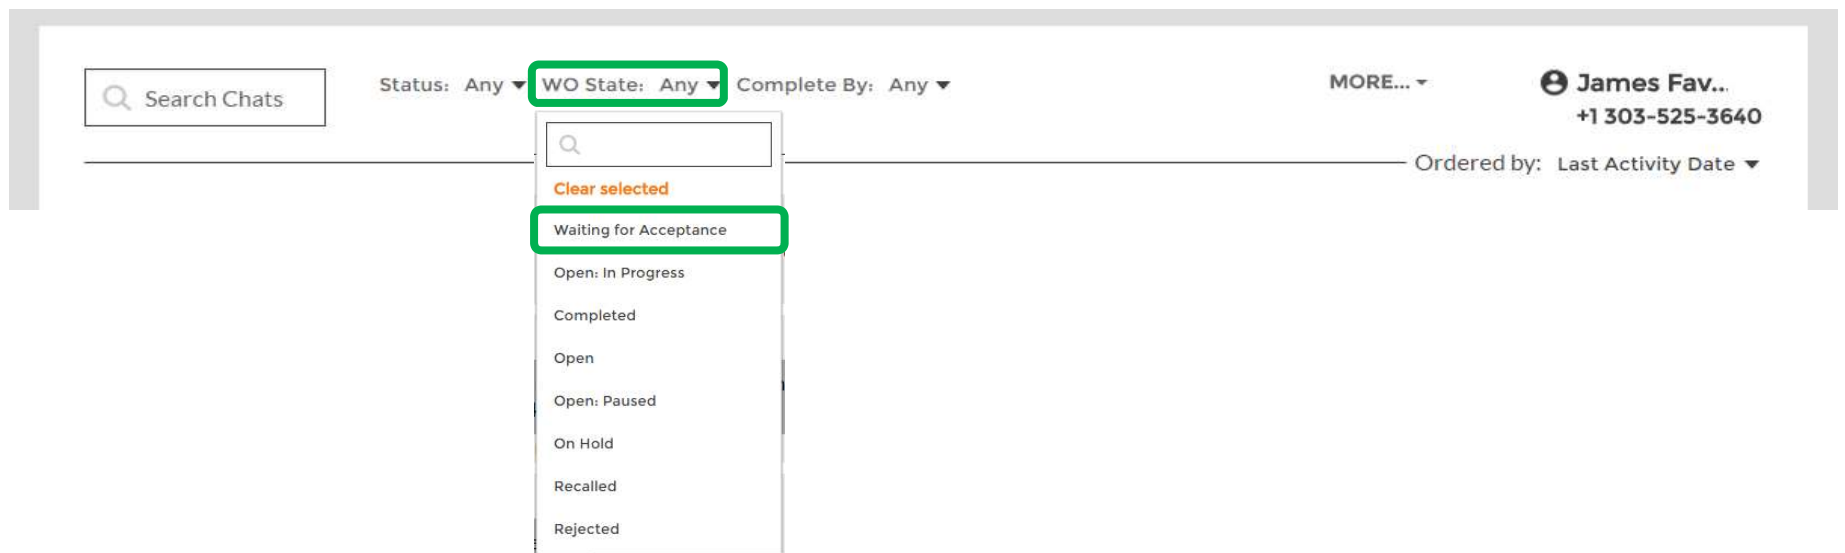 Search Chats
Status: Any WO State: Any Complete By: Any
MORE...
James Fav...
+1 303-525-3640
Ordered by: Last Activity Date
Clear selected
Waiting for Acceptance
Open: In Progress
Completed
Open
Open: Paused
On Hold
Recalled
Rejected